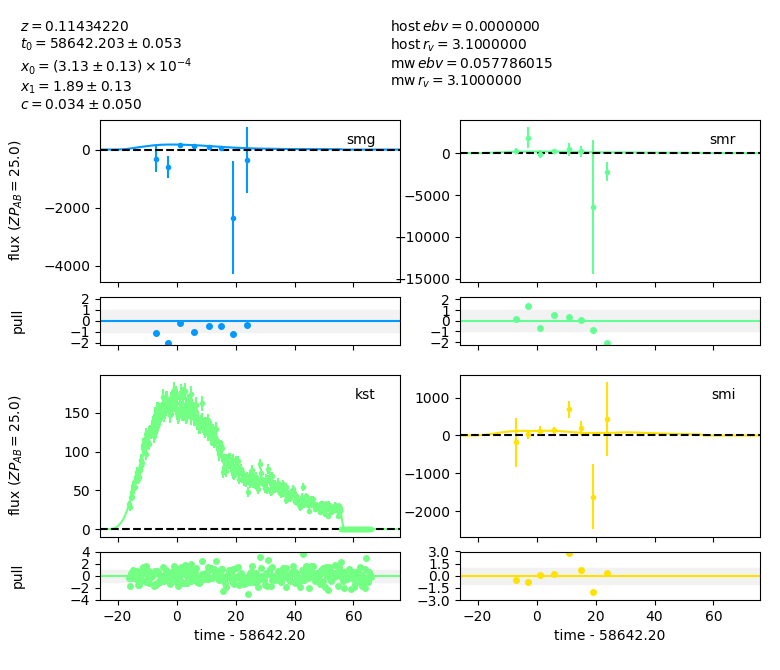 z = 0.11434220
t₀ = 58642.203 ± 0.053
x₀ = (3.13 ± 0.13) × 10⁻⁴
x₁ = 1.89 ± 0.13
c = 0.034 ± 0.050
host ebv = 0.0000000
host rᵥ = 3.1000000
mw ebv = 0.057786015
mw rᵥ = 3.1000000
flux (ZP_AB = 25.0)
0
−2000
−4000
smg
0
−5000
−10000
−15000
smr
pull
2
1
0
−1
−2
2
1
0
−1
−2
flux (ZP_AB = 25.0)
150
100
50
0
kst
1000
0
−1000
−2000
smi
pull
4
2
0
−2
−4
3.0
1.5
0.0
−1.5
−3.0
−20 0 20 40 60
−20 0 20 40 60
time - 58642.20
time - 58642.20